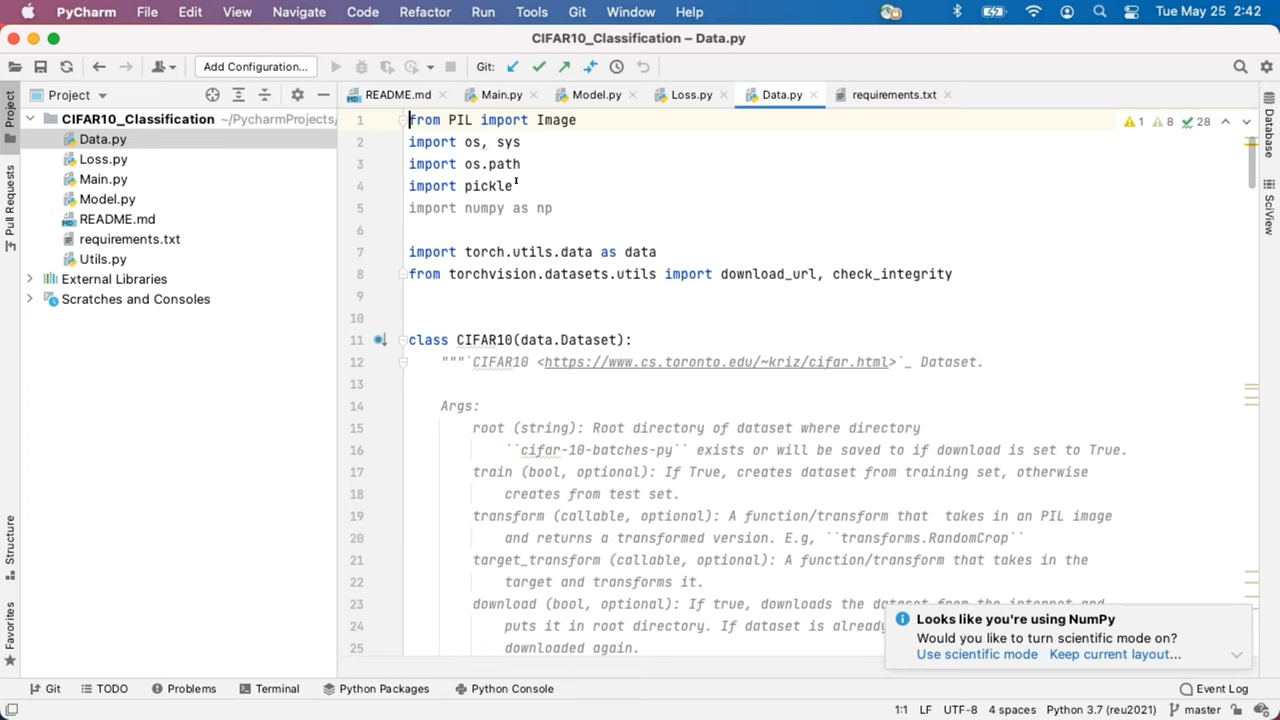 PyCharm File Edit View Navigate Code Refactor Run Tools Git Window Help Tue May 25 2:42
CIFAR10_Classification – Data.py
Add Configuration... Git:
Project README.md Main.py Model.py Loss.py Data.py requirements.txt
Project
Pull Requests
Structure
Favorites
CIFAR10_Classification ~/PycharmProjects/
Data.py
Loss.py
Main.py
Model.py
README.md
requirements.txt
Utils.py
External Libraries
Scratches and Consoles
1 from PIL import Image
2 import os, sys
3 import os.path
4 import pickle
5 import numpy as np
6
7 import torch.utils.data as data
8 from torchvision.datasets.utils import download_url, check_integrity
9
10
11 class CIFAR10(data.Dataset):
12 """`CIFAR10 <https://www.cs.toronto.edu/~kriz/cifar.html>`_ Dataset.
13
14 Args:
15 root (string): Root directory of dataset where directory
16 ``cifar-10-batches-py`` exists or will be saved to if download is set to True.
17 train (bool, optional): If True, creates dataset from training set, otherwise
18 creates from test set.
19 transform (callable, optional): A function/transform that takes in an PIL image
20 and returns a transformed version. E.g, ``transforms.RandomCrop``
21 target_transform (callable, optional): A function/transform that takes in the
22 target and transforms it.
23 download (bool, optional): If true, downloads the dataset from the internet and
24 puts it in root directory. If dataset is already
25 downloaded again.
1 8 28
Database
SciView
Looks like you're using NumPy
Would you like to turn scientific mode on?
Use scientific mode Keep current layout...
Git TODO Problems Terminal Python Packages Python Console Event Log
1:1 LF UTF-8 4 spaces Python 3.7 (reu2021) master